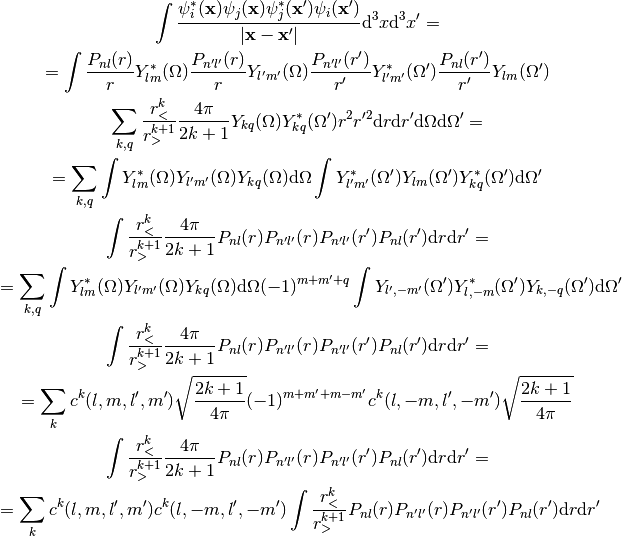 \int \frac{\psi_i^*(\mathbf{x})\psi_j(\mathbf{x})\psi_j^*(\mathbf{x}')\psi_i(\mathbf{x}')}{|\mathbf{x}-\mathbf{x}'|} \mathrm{d}^3x\mathrm{d}^3x' =
= \int \frac{P_{nl}(r)}{r} Y_{lm}^*(\Omega) \frac{P_{n'l'}(r)}{r} Y_{l'm'}(\Omega) \frac{P_{n'l'}(r')}{r'} Y_{l'm'}^*(\Omega') \frac{P_{nl}(r')}{r'} Y_{lm}(\Omega')
\sum_{k,q} \frac{r_<^k}{r_>^{k+1}} \frac{4\pi}{2k+1} Y_{kq}(\Omega) Y_{kq}^*(\Omega') r^2 r'^2 \mathrm{d}r\mathrm{d}r'\mathrm{d}\Omega\mathrm{d}\Omega' =
= \sum_{k,q} \int Y_{lm}^*(\Omega) Y_{l'm'}(\Omega) Y_{kq}(\Omega) \mathrm{d}\Omega \int Y_{l'm'}^*(\Omega') Y_{lm}(\Omega') Y_{kq}^*(\Omega') \mathrm{d}\Omega'
\int \frac{r_<^k}{r_>^{k+1}} \frac{4\pi}{2k+1} P_{nl}(r) P_{n'l'}(r) P_{n'l'}(r') P_{nl}(r') \mathrm{d}r\mathrm{d}r' =
= \sum_{k,q} \int Y_{lm}^*(\Omega) Y_{l'm'}(\Omega) Y_{kq}(\Omega) \mathrm{d}\Omega (-1)^{m+m'+q} \int Y_{l',-m'}(\Omega') Y_{l,-m}^*(\Omega') Y_{k,-q}(\Omega') \mathrm{d}\Omega'
\int \frac{r_<^k}{r_>^{k+1}} \frac{4\pi}{2k+1} P_{nl}(r) P_{n'l'}(r) P_{n'l'}(r') P_{nl}(r') \mathrm{d}r\mathrm{d}r' =
= \sum_k c^k(l,m,l',m') \sqrt{\frac{2k+1}{4\pi}} (-1)^{m+m'+m-m'} c^k(l,-m,l',-m') \sqrt{\frac{2k+1}{4\pi}}
\int \frac{r_<^k}{r_>^{k+1}} \frac{4\pi}{2k+1} P_{nl}(r) P_{n'l'}(r) P_{n'l'}(r') P_{nl}(r') \mathrm{d}r\mathrm{d}r' =
= \sum_k c^k(l,m,l',m') c^k(l,-m,l',-m') \int \frac{r_<^k}{r_>^{k+1}} P_{nl}(r) P_{n'l'}(r) P_{n'l'}(r') P_{nl}(r') \mathrm{d}r\mathrm{d}r'